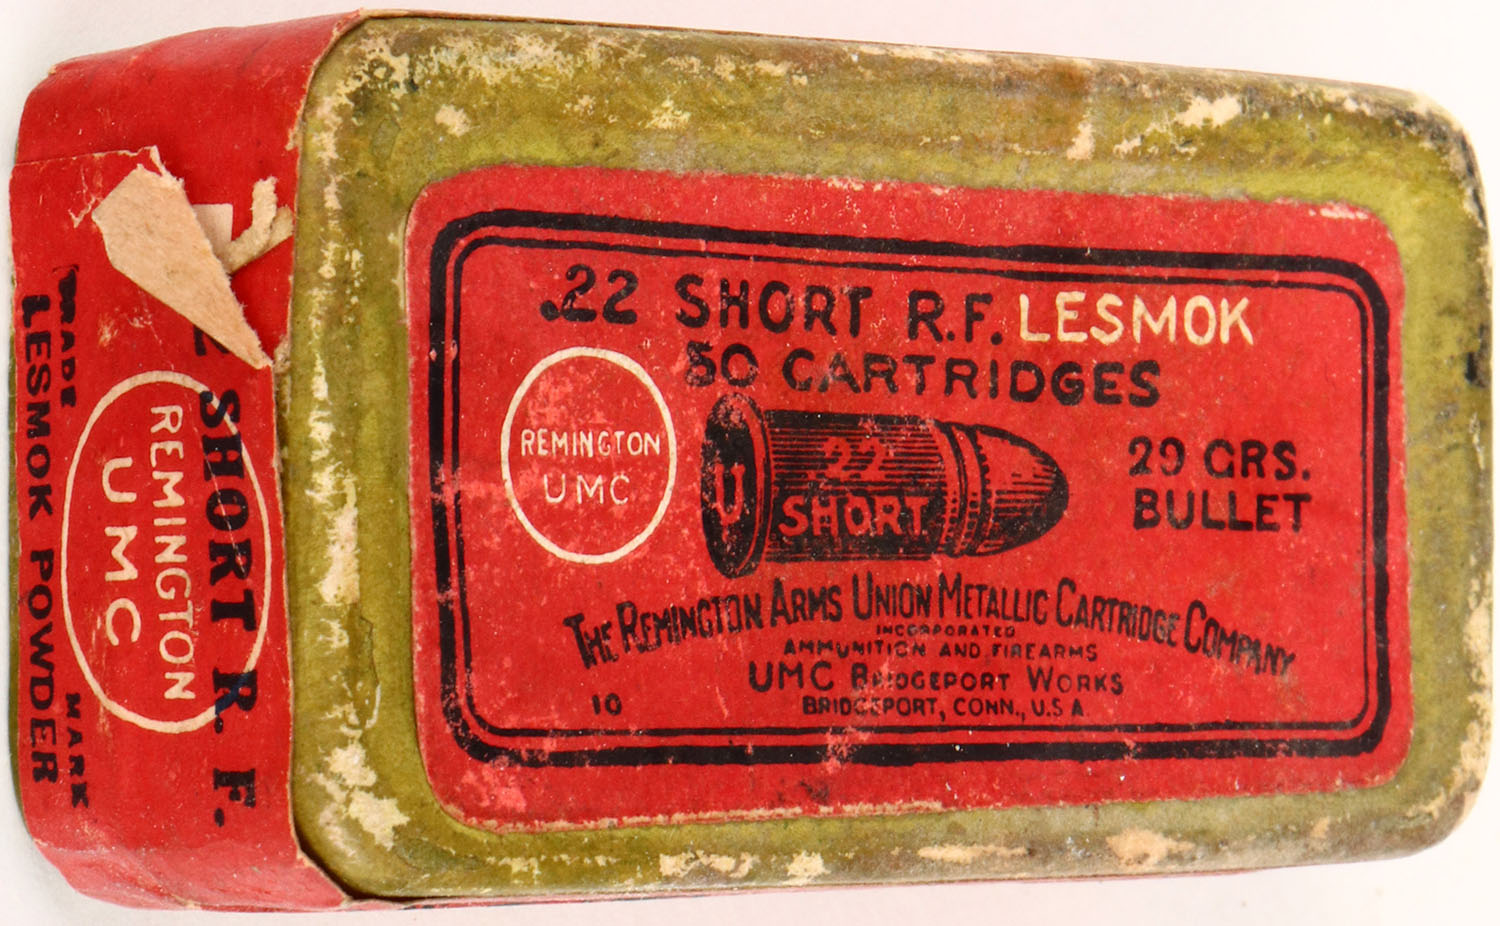 .22 SHORT R.F. LESMOK
50 CARTRIDGES
REMINGTON
UMC
U
.22
SHORT
29 GRS.
BULLET
THE REMINGTON ARMS UNION METALLIC CARTRIDGE COMPANY
INCORPORATED
AMMUNITION AND FIREARMS
UMC BRIDGEPORT WORKS
10
BRIDGEPORT, CONN., U.S.A.
2 SHORT R. F.
REMINGTON
UMC
TRADE MARK
LESMOK POWDER